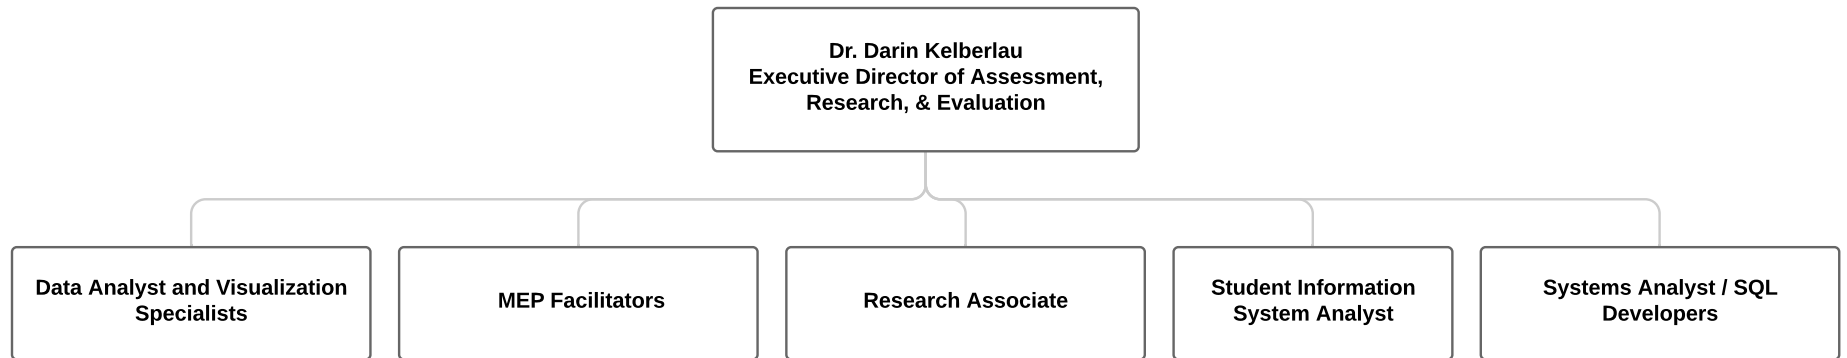 Dr. Darin Kelberlau
Executive Director of Assessment,
Research, & Evaluation
Data Analyst and Visualization
Specialists
MEP Facilitators
Research Associate
Student Information
System Analyst
Systems Analyst / SQL
Developers